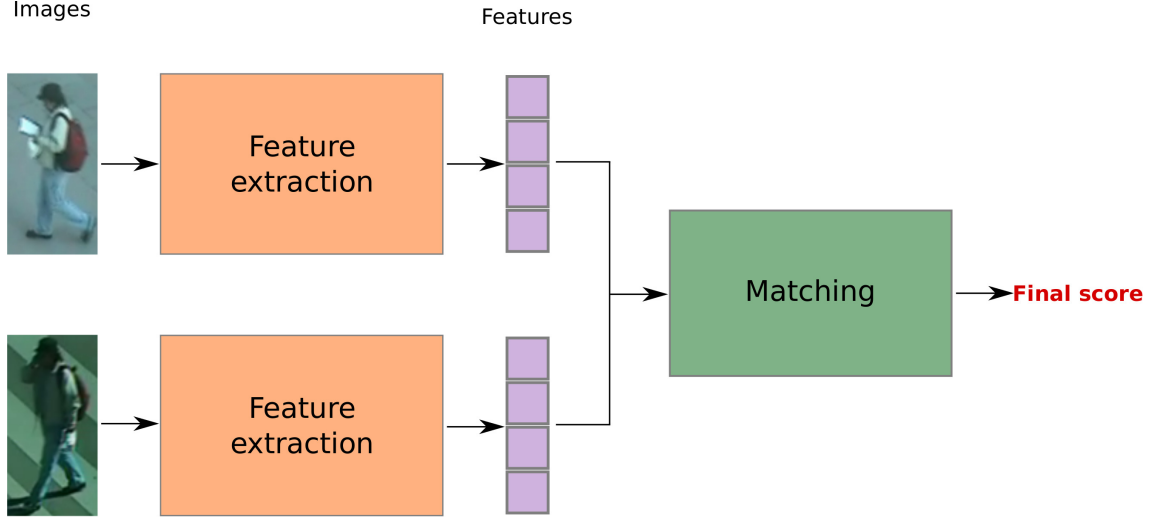 Images
Features
Feature
extraction
Feature
extraction
Matching
Final score